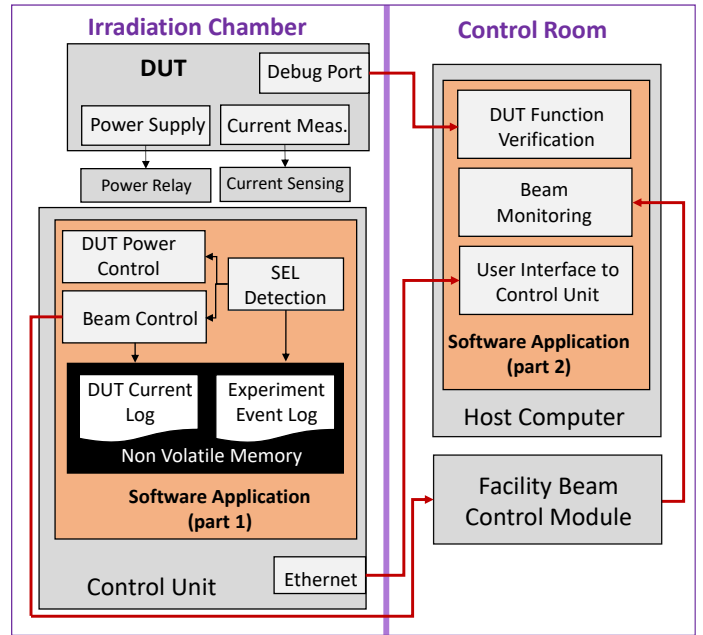 Irradiation Chamber
Control Room
DUT
Debug Port
Power Supply
Current Meas.
Power Relay
Current Sensing
DUT Power
Control
SEL
Detection
Beam Control
DUT Current
Log
Experiment
Event Log
Non Volatile Memory
Software Application
(part 1)
Ethernet
Control Unit
DUT Function
Verification
Beam
Monitoring
User Interface to
Control Unit
Software Application
(part 2)
Host Computer
Facility Beam
Control Module